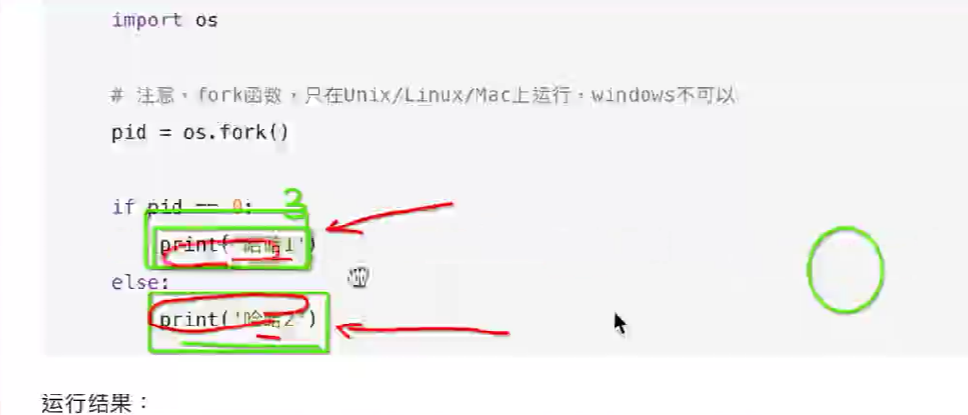 import os
# 注意，fork函数，只在Unix/Linux/Mac上运行，windows不可以
pid = os.fork()
if pid == 0:
print('哈哈1')
else:
print('哈哈2')
运行结果：